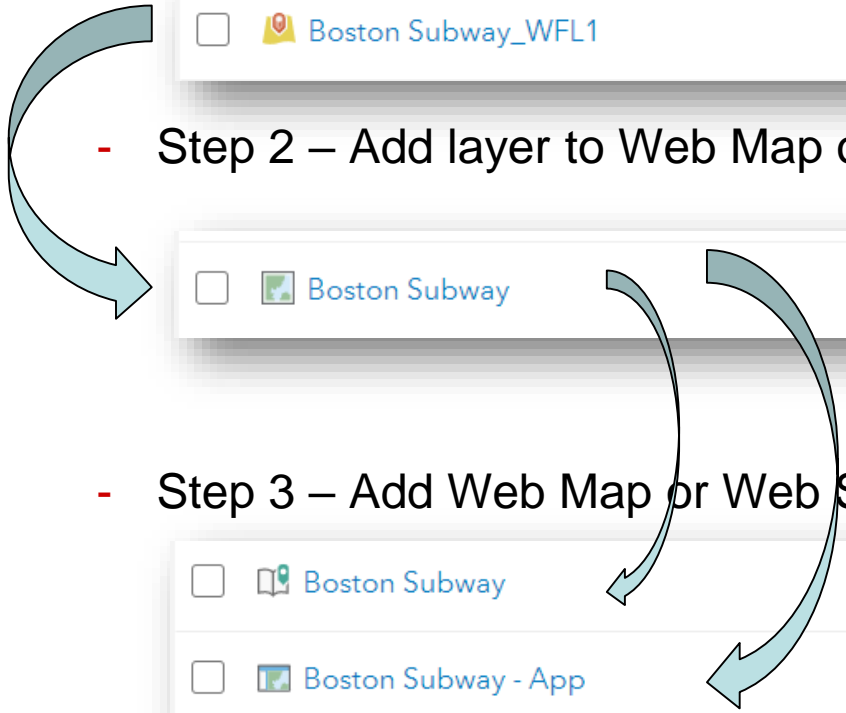 Boston Subway_WFL1
- Step 2 – Add layer to Web Map
Boston Subway
- Step 3 – Add Web Map or Web
Boston Subway
Boston Subway - App